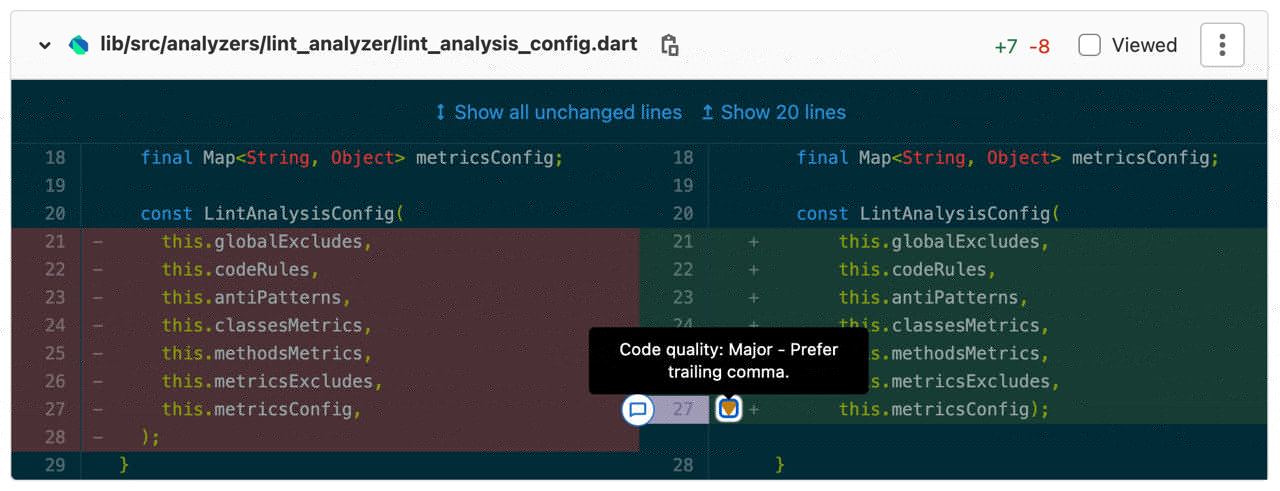 lib/src/analyzers/lint_analyzer/lint_analysis_config.dart +7 -8 Viewed
Show all unchanged lines Show 20 lines
18 final Map<String, Object> metricsConfig; 18 final Map<String, Object> metricsConfig;
19 19
20 const LintAnalysisConfig( 20 const LintAnalysisConfig(
21 - this.globalExcludes, 21 + this.globalExcludes,
22 - this.codeRules, 22 + this.codeRules,
23 - this.antiPatterns, 23 + this.antiPatterns,
24 - this.classesMetrics, 24 + this.classesMetrics,
Code quality: Major - Prefer
trailing comma.
25 - this.methodsMetrics, s.methodsMetrics,
26 - this.metricsExcludes, s.metricsExcludes,
27 - this.metricsConfig, 27 + this.metricsConfig);
28 - );
29 } 28 }